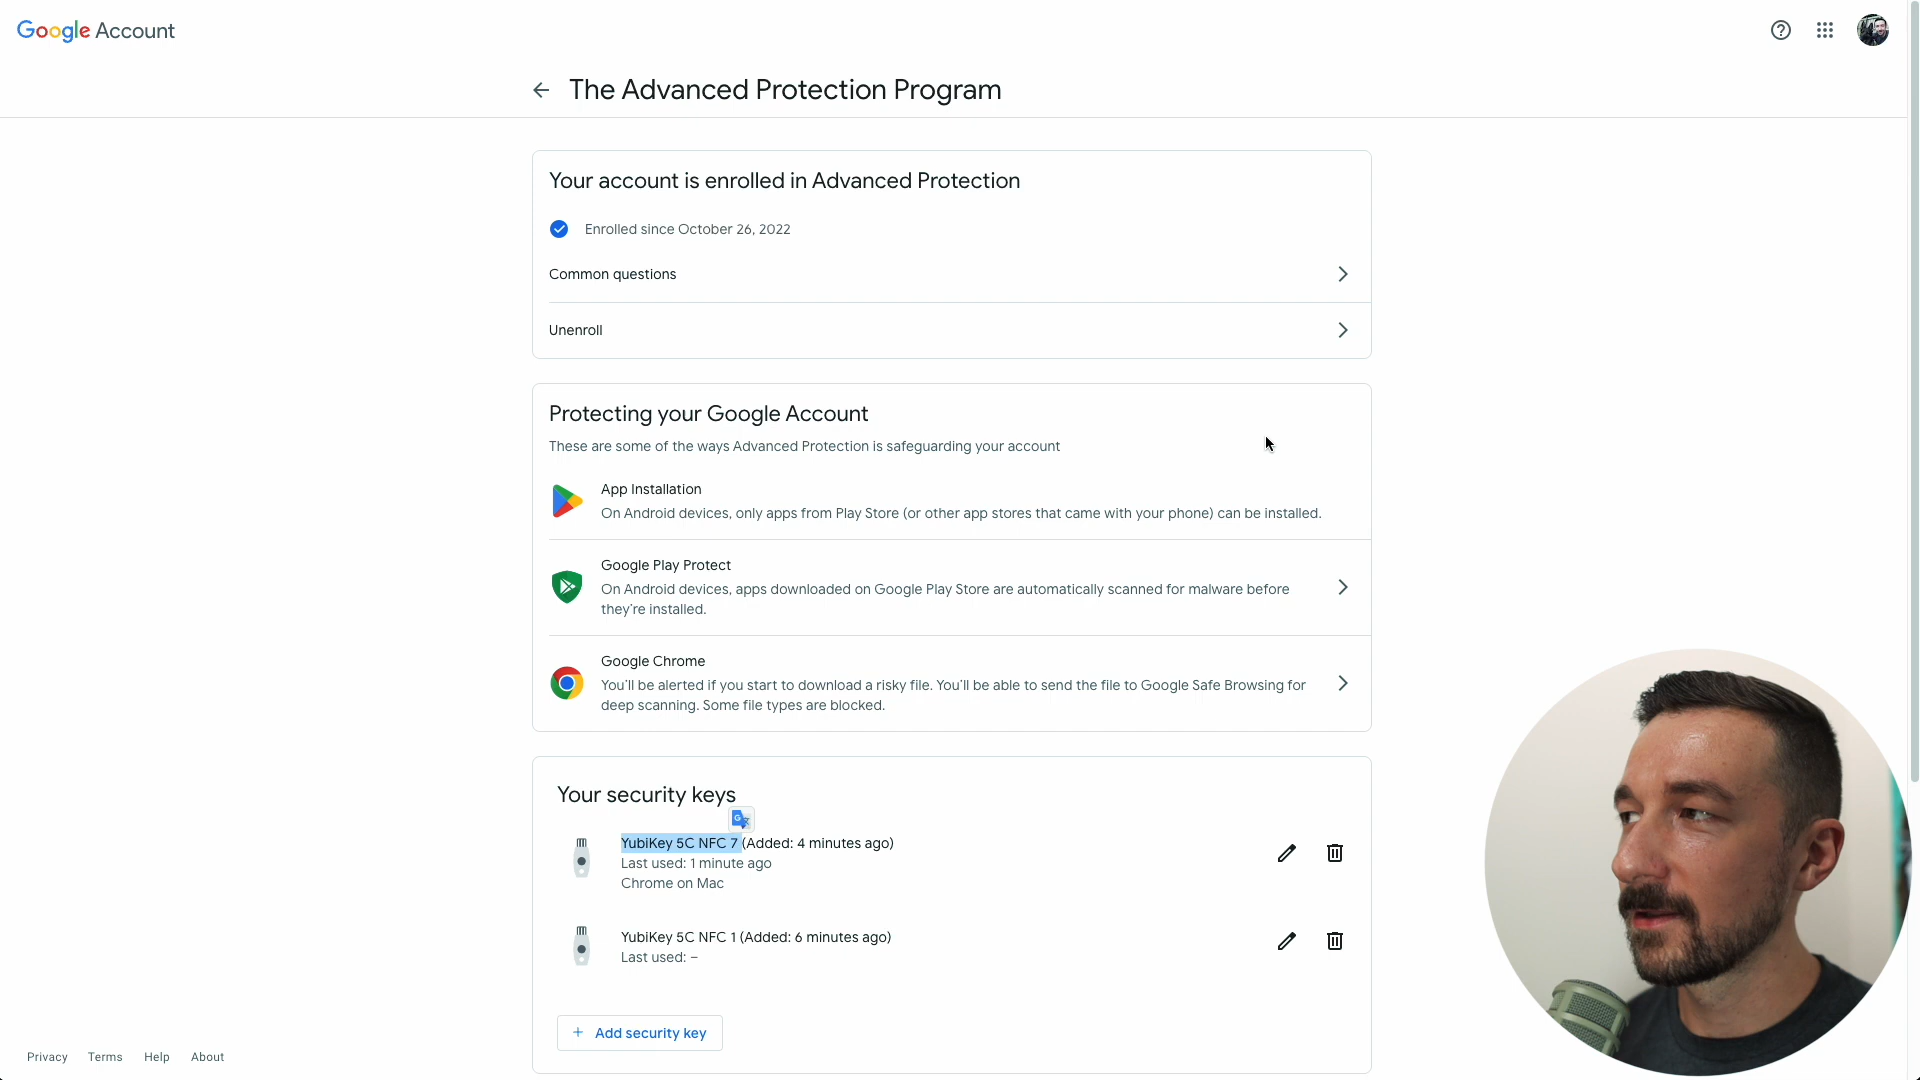 Google Account
The Advanced Protection Program
Your account is enrolled in Advanced Protection
Enrolled since October 26, 2022
Common questions
Unenroll
Protecting your Google Account
These are some of the ways Advanced Protection is safeguarding your account
App Installation
On Android devices, only apps from Play Store (or other app stores that came with your phone) can be installed.
Google Play Protect
On Android devices, apps downloaded on Google Play Store are automatically scanned for malware before
they're installed.
Google Chrome
You'll be alerted if you start to download a risky file. You'll be able to send the file to Google Safe Browsing for
deep scanning. Some file types are blocked.
Your security keys
YubiKey 5C NFC 7 (Added: 4 minutes ago)
Last used: 1 minute ago
Chrome on Mac
YubiKey 5C NFC 1 (Added: 6 minutes ago)
Last used: –
+ Add security key
Privacy Terms Help About